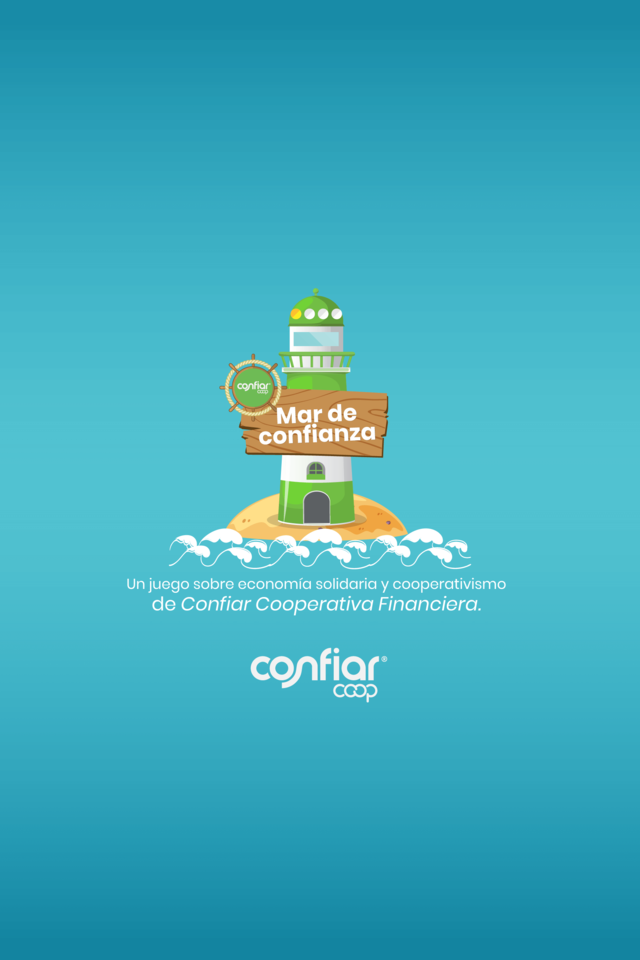 confiar
coop
Mar de
confianza
Un juego sobre economía solidaria y cooperativismo
de Confiar Cooperativa Financiera.
confiar®
coop